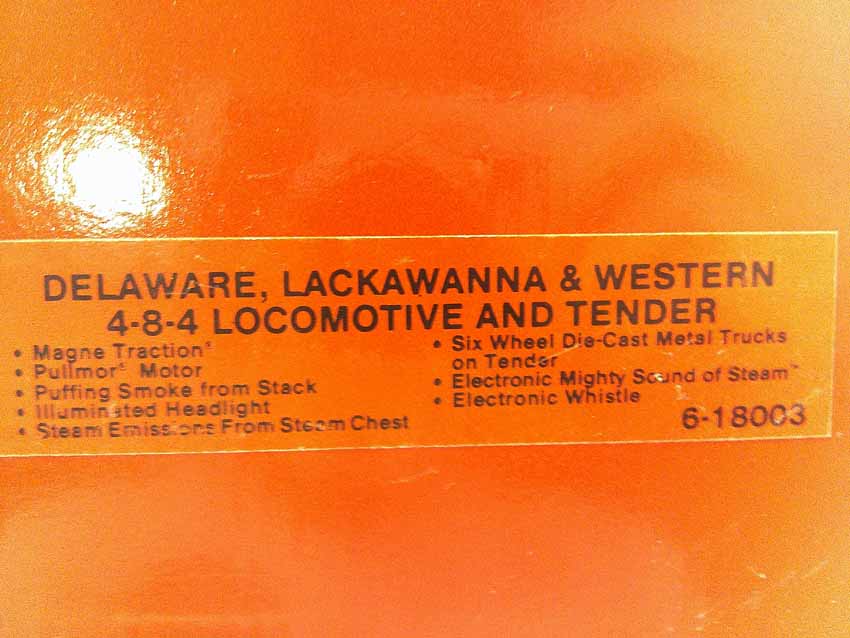 DELAWARE, LACKAWANNA & WESTERN
4-8-4 LOCOMOTIVE AND TENDER
• Magne Traction®
• Pullmor® Motor
• Puffing Smoke from Stack
• Illuminated Headlight
• Steam Emissions From Steam Chest
• Six Wheel Die-Cast Metal Trucks
on Tender
• Electronic Mighty Sound of Steam™
• Electronic Whistle
6-18003